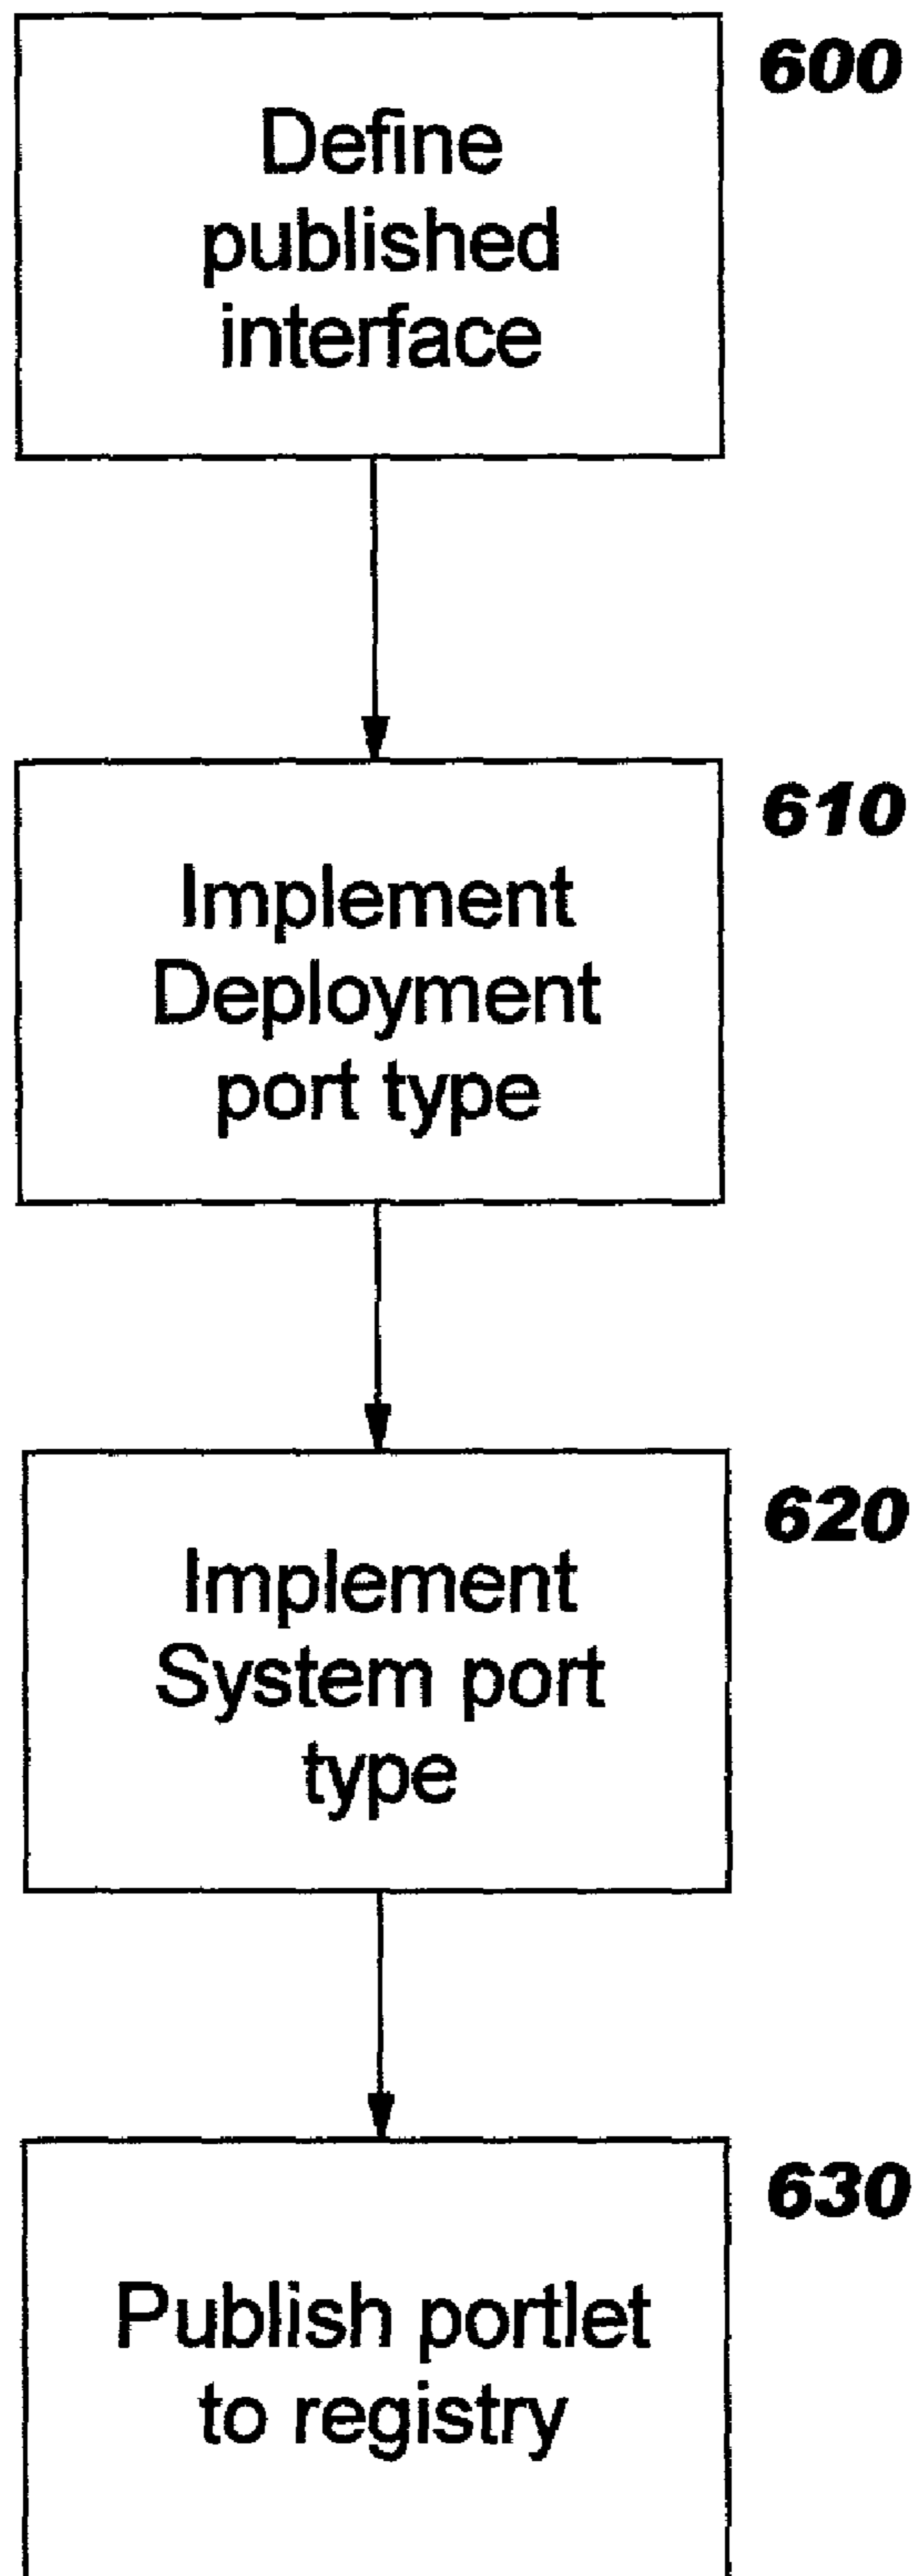 600
Define
published
interface
610
Implement
Deployment
port type
620
Implement
System port
type
630
Publish portlet
to registry